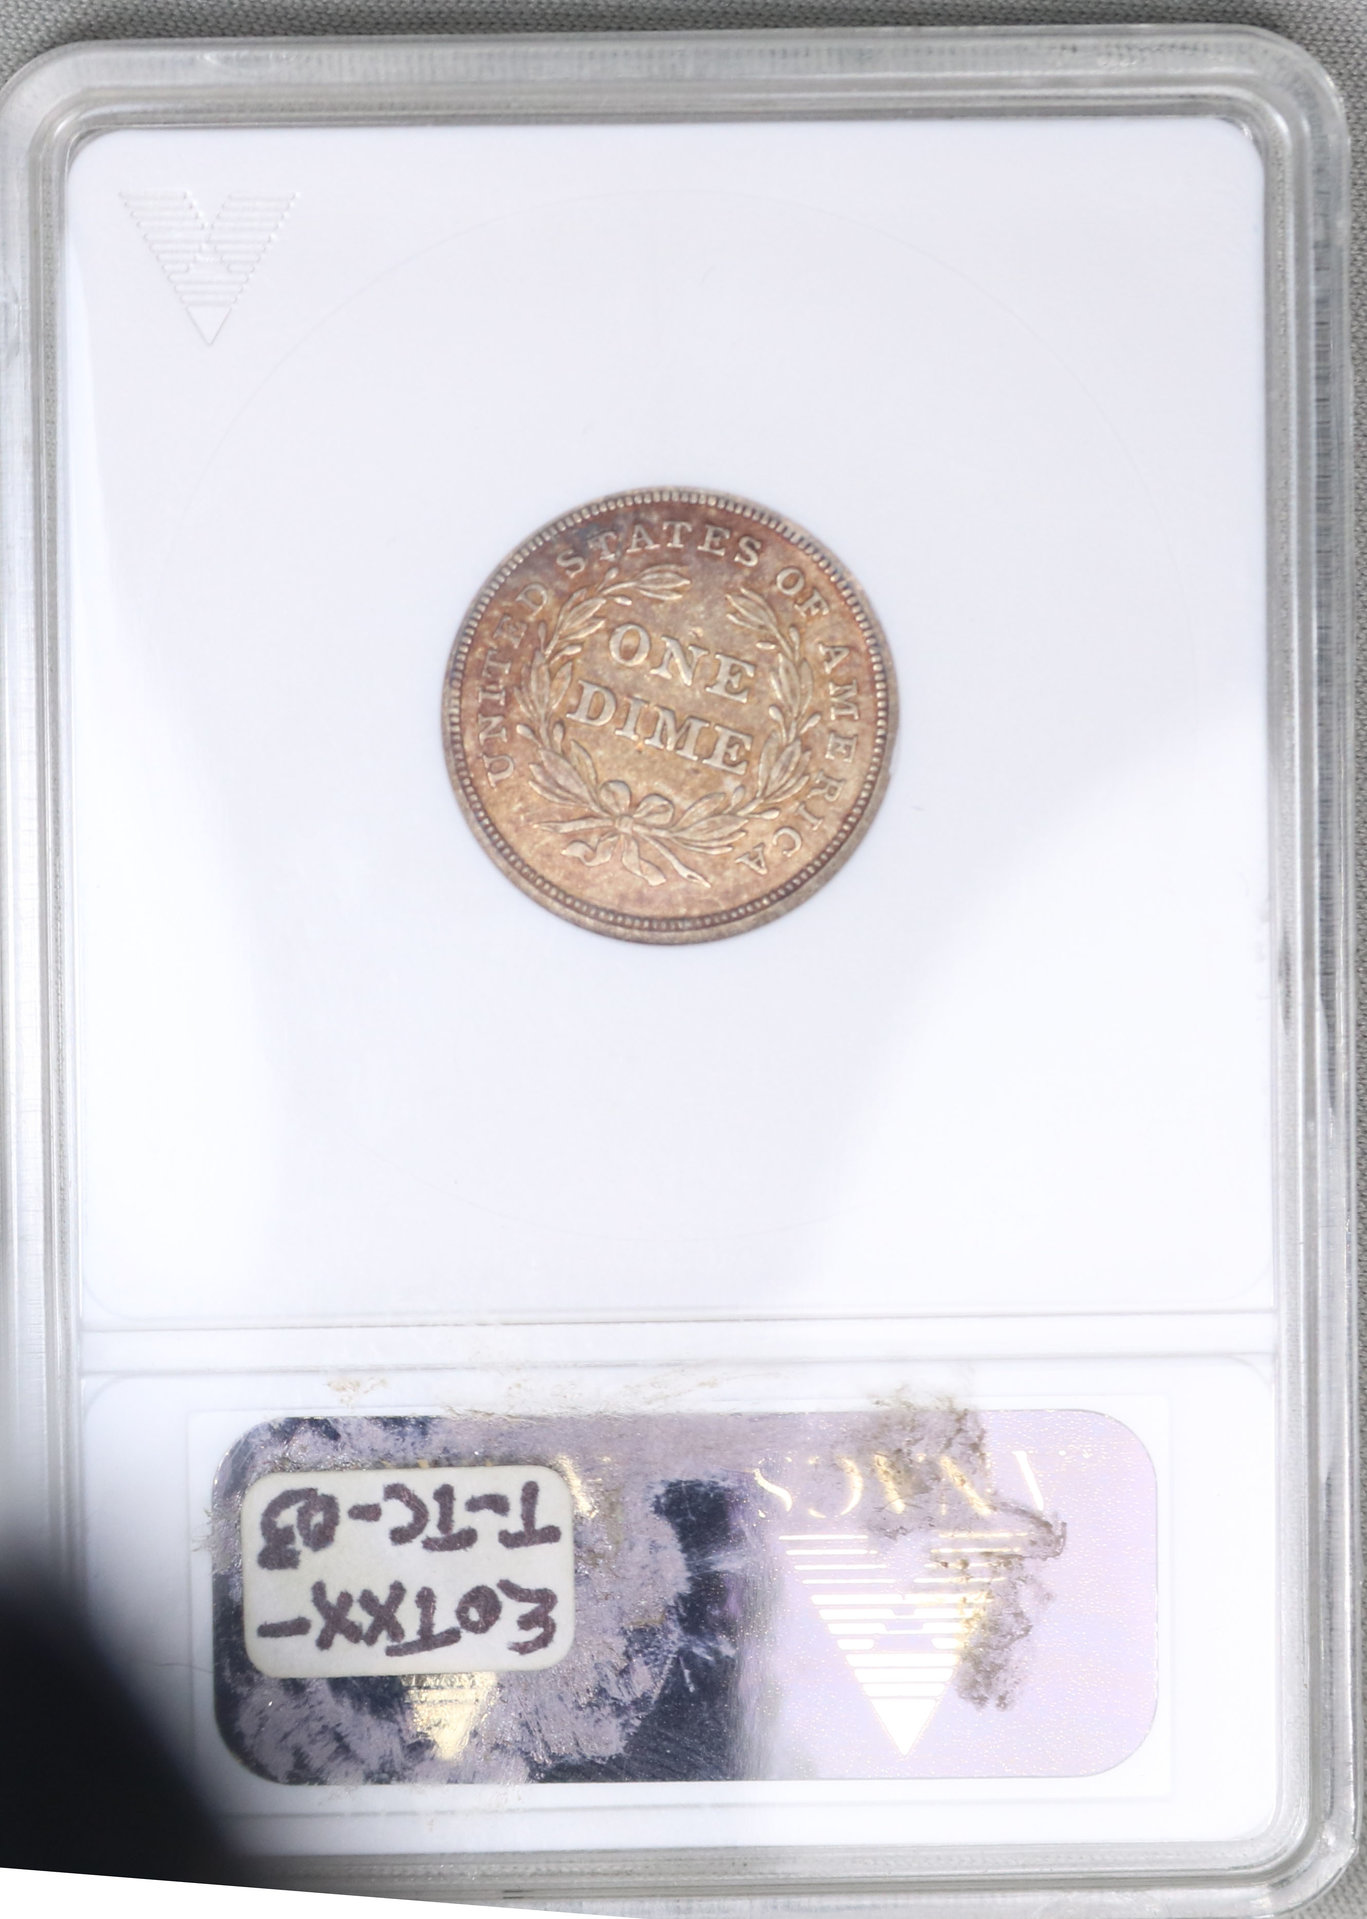 UNITED STATES OF AMERICA
ONE
DIME
ANACS
EOTXX-
T-TC-03